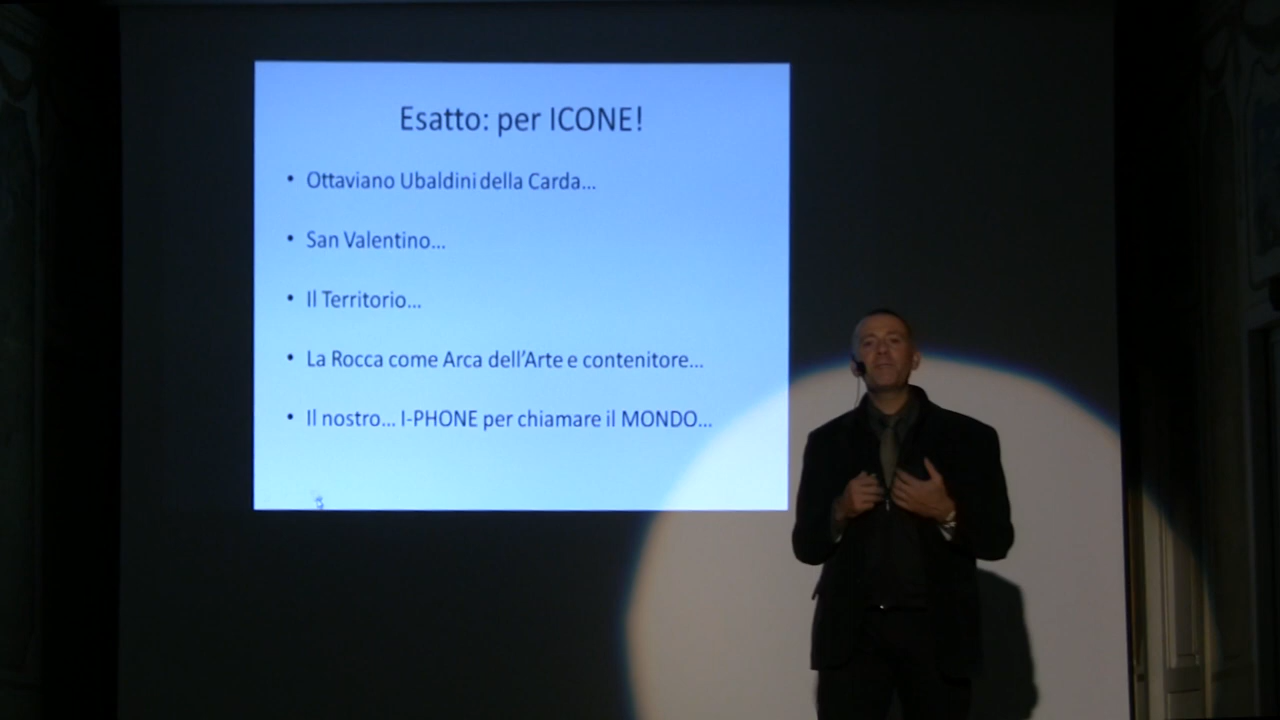 Esatto: per ICONE!
• Ottaviano Ubaldini della Carda...
• San Valentino...
• Il Territorio...
• La Rocca come Arca dell'Arte e contenitore...
• Il nostro... I-PHONE per chiamare il MONDO...